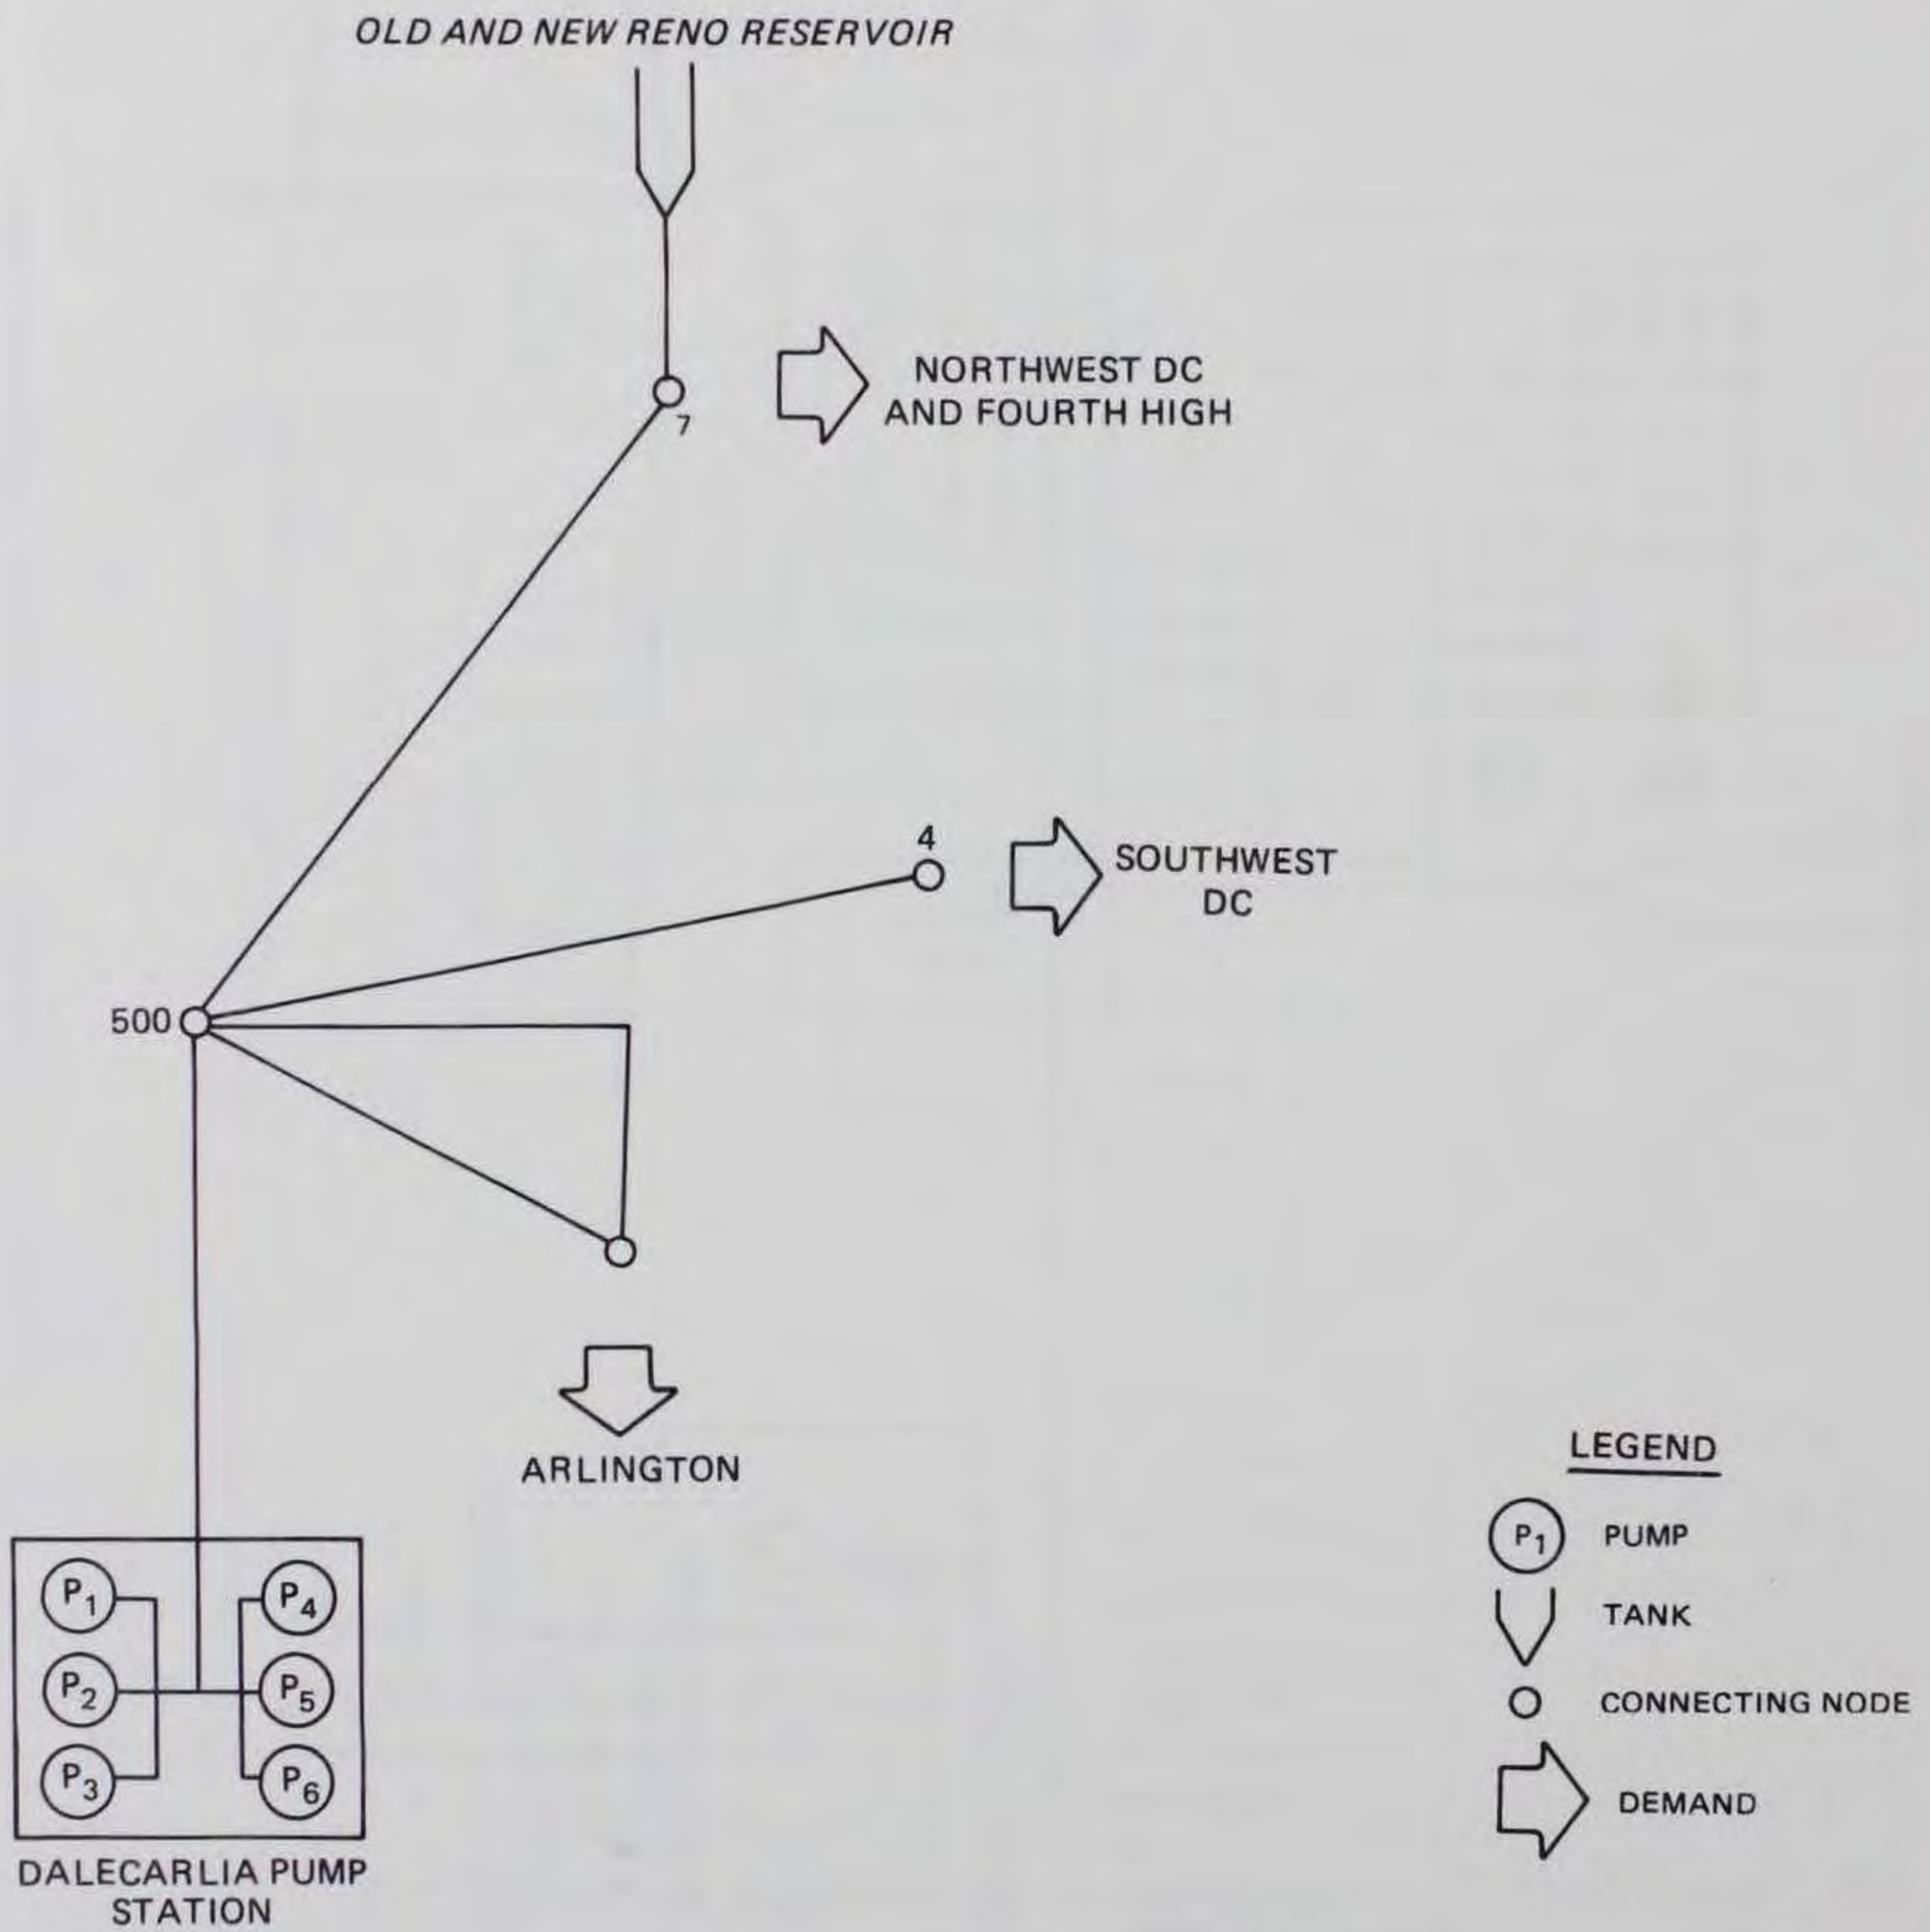 OLD AND NEW RENO RESERVOIR
7
NORTHWEST DC
AND FOURTH HIGH
4
SOUTHWEST
DC
500
ARLINGTON
P1
P4
P2
P5
P3
P6
DALECARLIA PUMP
STATION
LEGEND
P1 PUMP
TANK
CONNECTING NODE
DEMAND